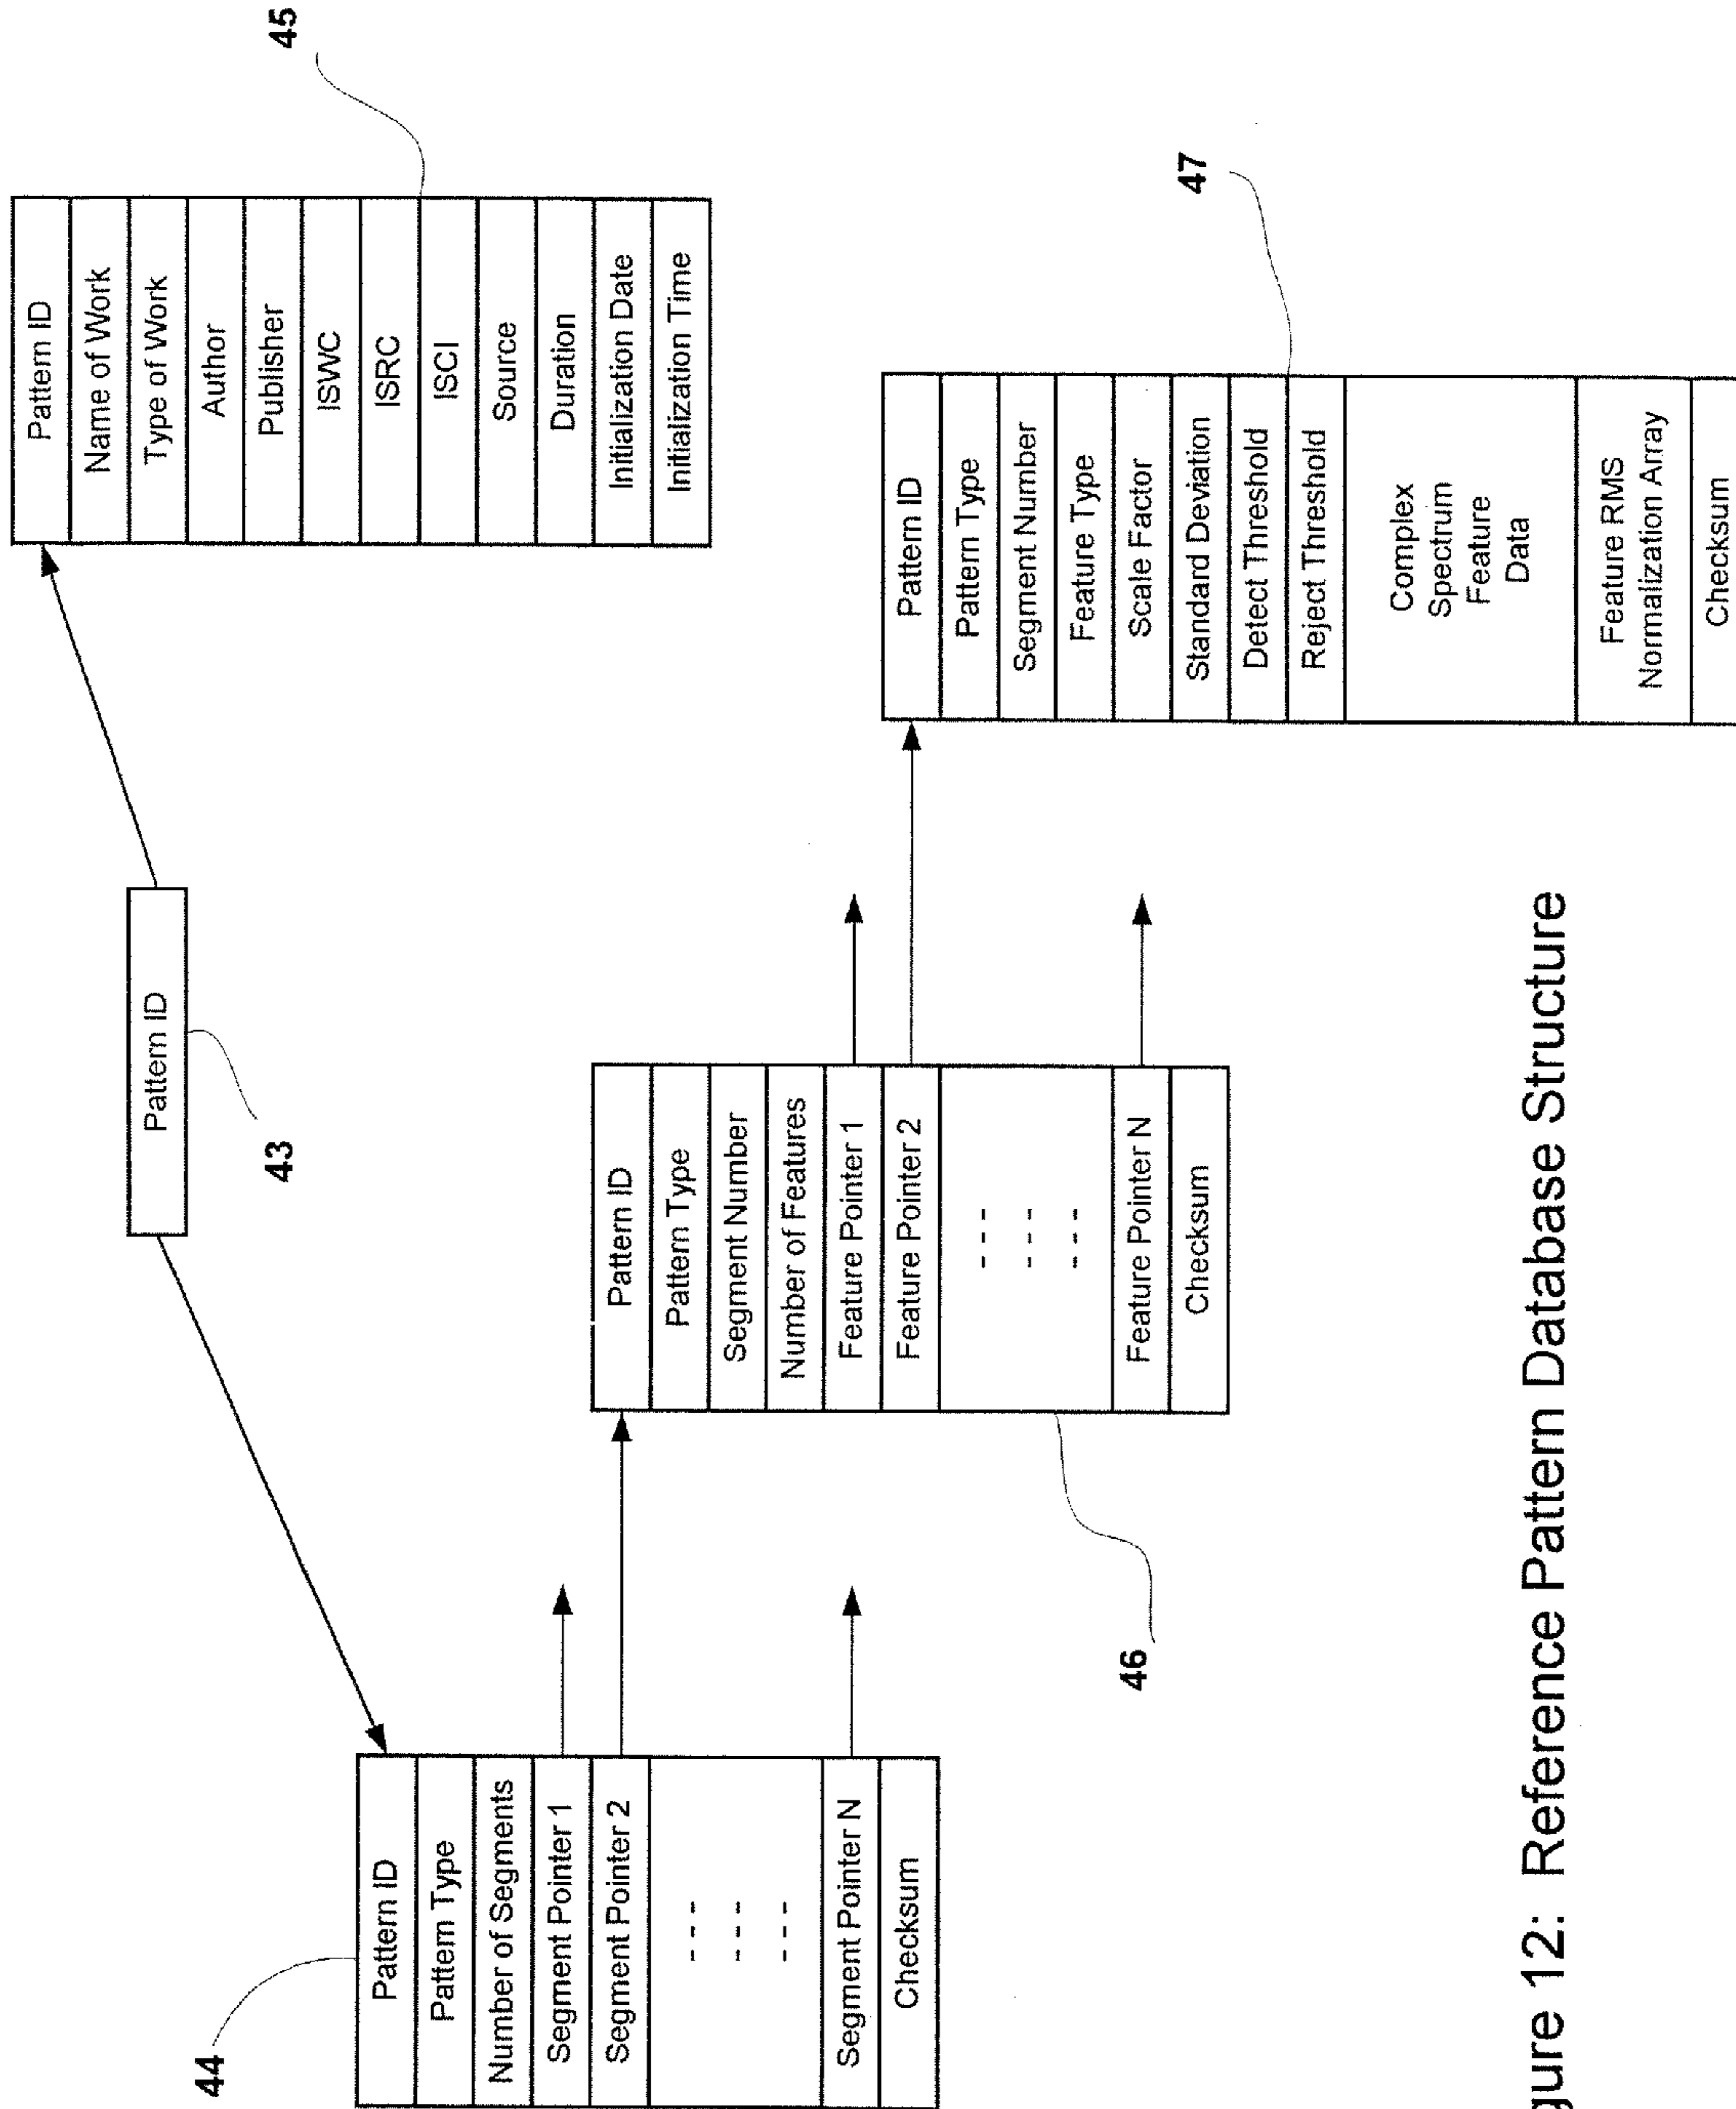 Pattern ID
43
45
Pattern ID
Name of Work
Type of Work
Author
Publisher
ISWC
ISRC
ISCI
Source
Duration
Initialization Date
Initialization Time
44
Pattern ID
Pattern Type
Number of Segments
Segment Pointer 1
Segment Pointer 2
- - -
- - -
- - -
Segment Pointer N
Checksum
46
Pattern ID
Pattern Type
Segment Number
Number of Features
Feature Pointer 1
Feature Pointer 2
- - -
- - -
- - -
Feature Pointer N
Checksum
47
Pattern ID
Pattern Type
Segment Number
Feature Type
Scale Factor
Standard Deviation
Detect Threshold
Reject Threshold
Complex
Spectrum
Feature
Data
Feature RMS
Normalization Array
Checksum
gure 12: Reference Pattern Database Structure